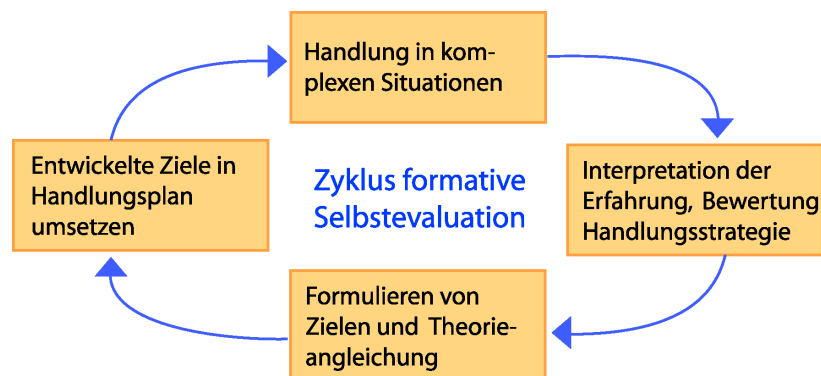 Handlung in kom-
plexen Situationen
Interpretation der
Erfahrung, Bewertung
Handlungsstrategie
Formulieren von
Zielen und Theorie-
angleichung
Entwickelte Ziele in
Handlungsplan
umsetzen
Zyklus formative
Selbstevaluation